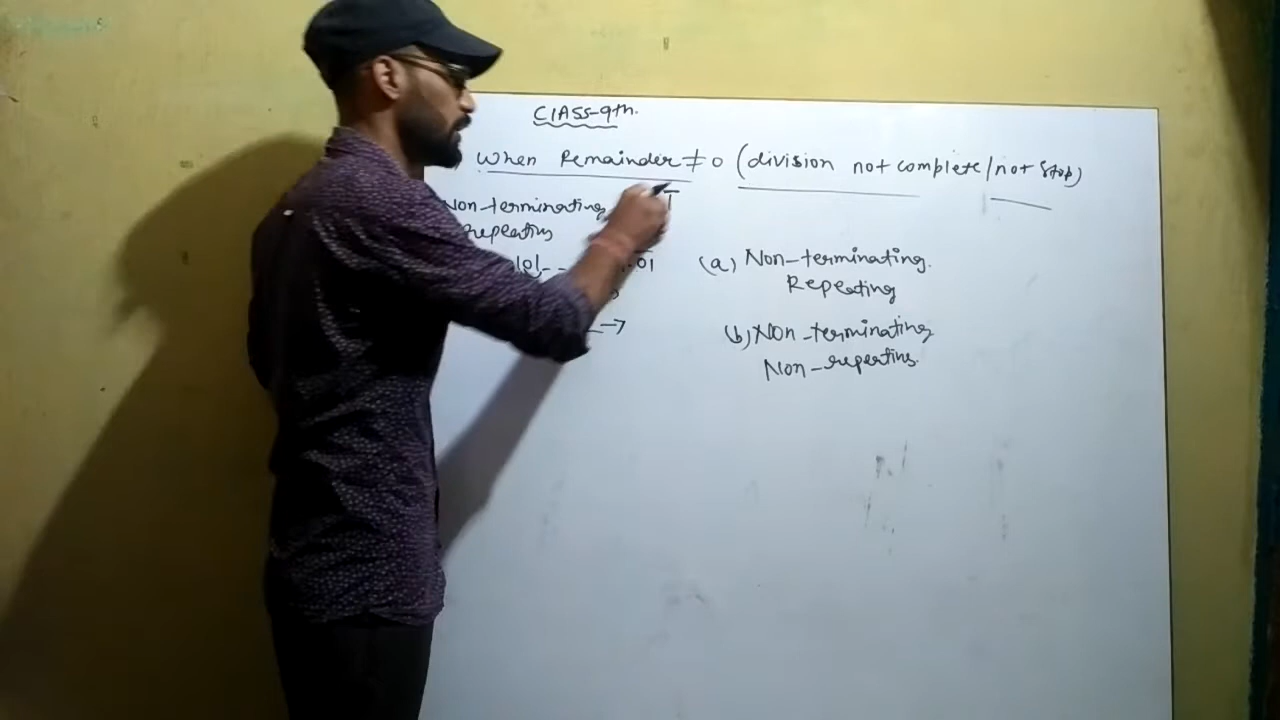 CLASS-9th.
When Remainder ≠ 0 (division not complete/not stop)
Non-terminating
repeating
(a) Non-terminating.
Repeating
(b) Non-terminating
Non-repeating.